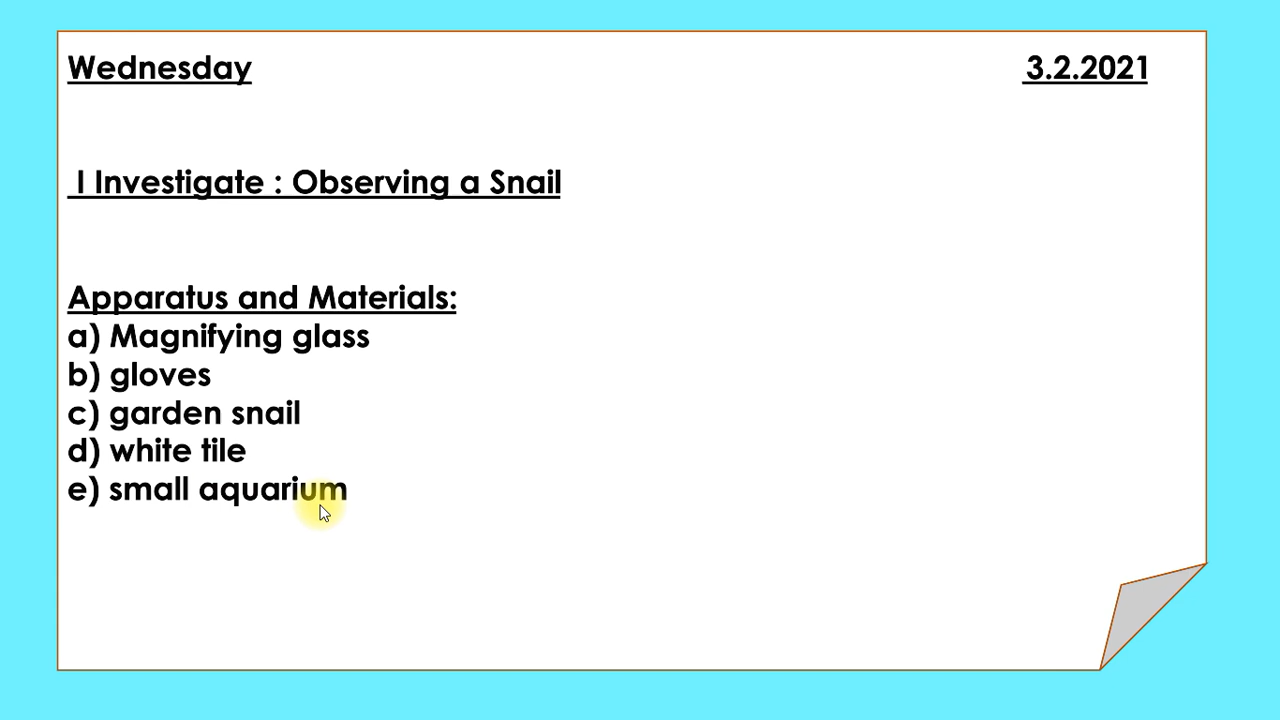 Wednesday 3.2.2021
I Investigate : Observing a Snail
Apparatus and Materials:
a) Magnifying glass
b) gloves
c) garden snail
d) white tile
e) small aquarium